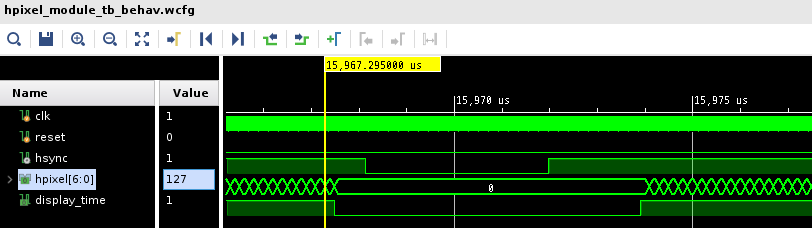 hpixel_module_tb_behav.wcfg
15,967.295000 us
Name Value
15,970 us 15,975 us
clk 1
reset 0
hsync 1
hpixel[6:0] 127 0
display_time 1